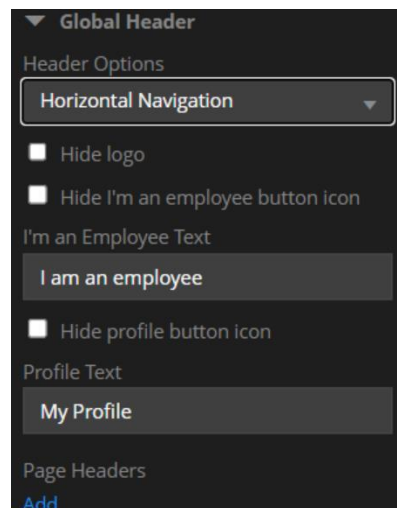 Global Header
Header Options
Horizontal Navigation
Hide logo
Hide I'm an employee button icon
I'm an Employee Text
I am an employee
Hide profile button icon
Profile Text
My Profile
Page Headers
Add